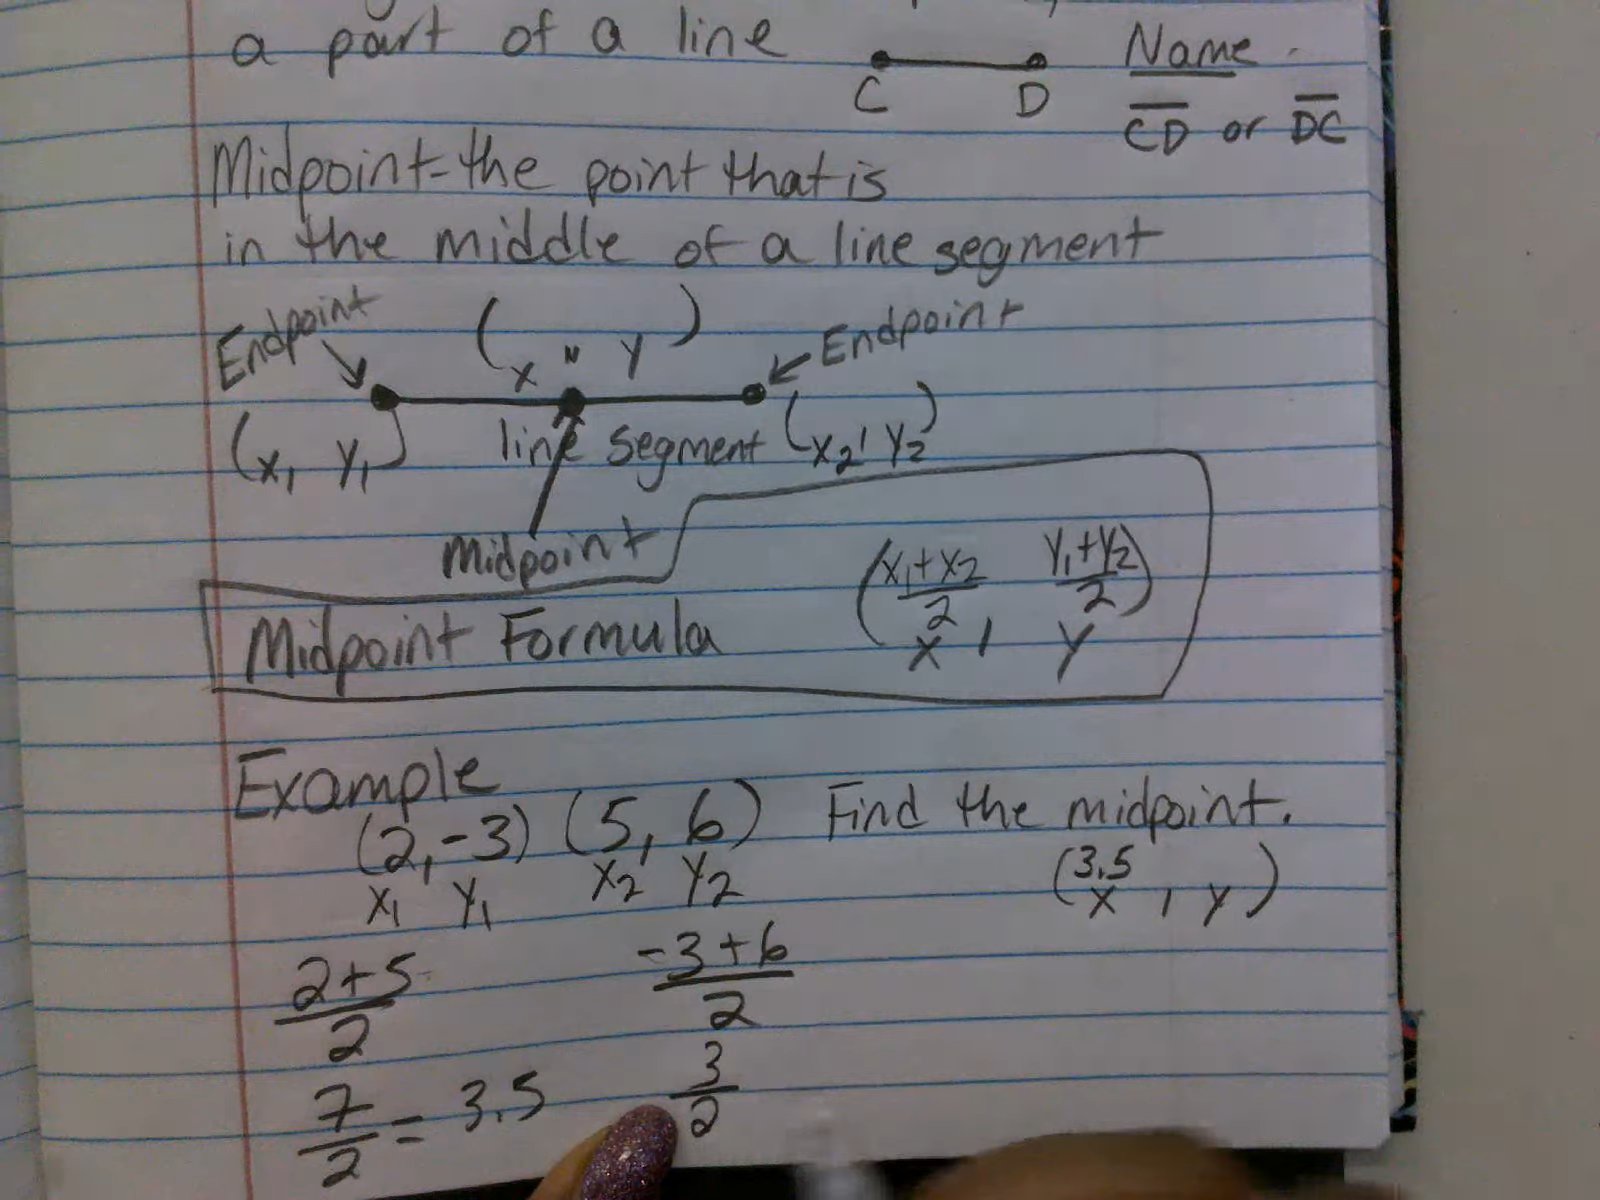 a part of a line
C D
Name
CD or DC
Midpoint - the point that is
in the middle of a line segment
Endpoint ( x , y ) Endpoint
(x₁ y₁) line segment (x₂, y₂)
Midpoint
Midpoint Formula (x₁+x₂/2 , y₁+y₂/2)
x y
Example
(2,-3) (5, 6) Find the midpoint.
x₁ y₁ x₂ y₂ (3.5
x , y)
2+5/2 -3+6/2
7/2 = 3.5 3/2